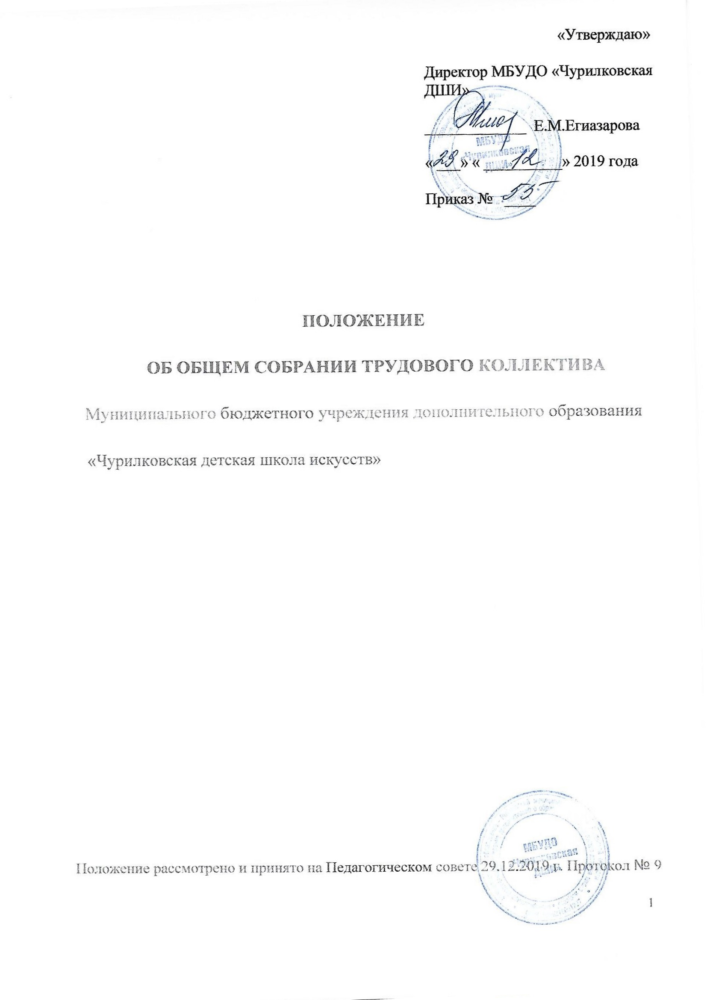 «Утверждаю»
Директор МБУДО «Чурилковская
ДШИ»
Е.М.Егиазарова
«29» « 12 » 2019 года
Приказ № 55
МБУДО
«Чурилковская
ДШИ»
ПОЛОЖЕНИЕ
ОБ ОБЩЕМ СОБРАНИИ ТРУДОВОГО КОЛЛЕКТИВА
Муниципального бюджетного учреждения дополнительного образования
«Чурилковская детская школа искусств»
МБУДО
Чурилковская
ДШИ»
Положение рассмотрено и принято на Педагогическом совете 29.12.2019 г. Протокол № 9
1